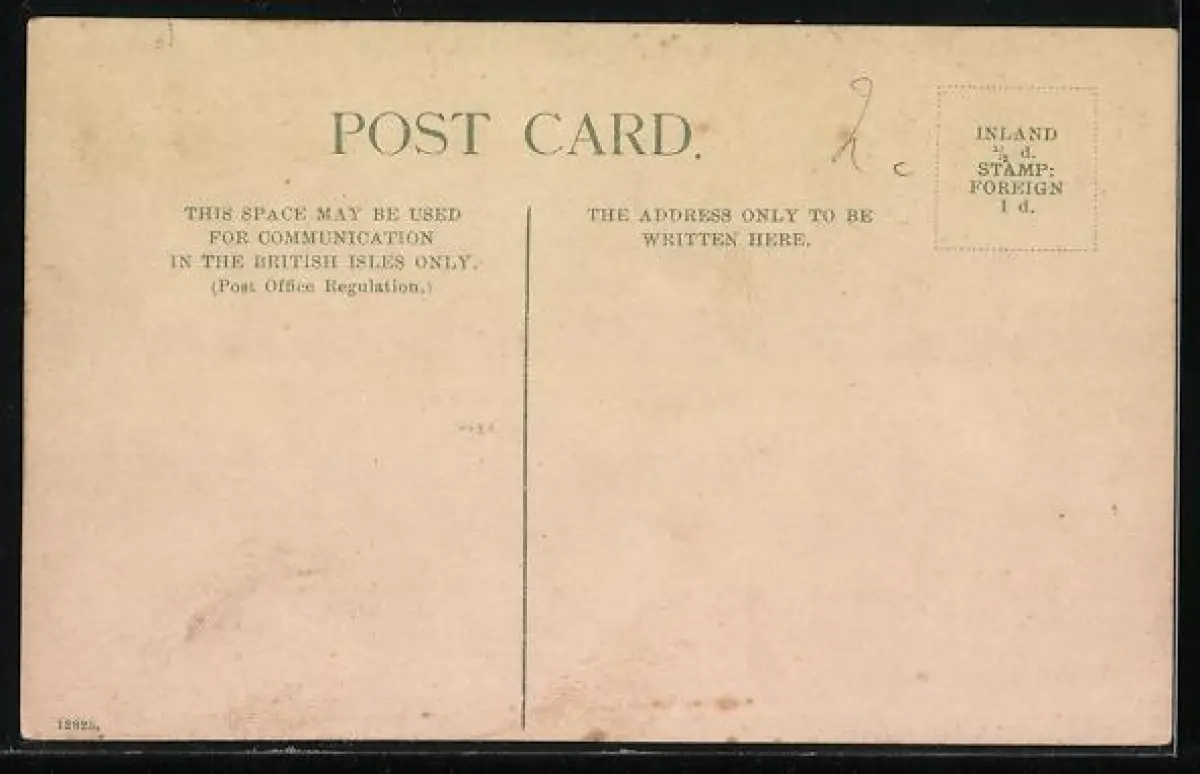 POST CARD.
THIS SPACE MAY BE USED
FOR COMMUNICATION
IN THE BRITISH ISLES ONLY.
(Post Office Regulation.)
THE ADDRESS ONLY TO BE
WRITTEN HERE.
INLAND
½ d.
STAMP:
FOREIGN
1 d.
C
12825.